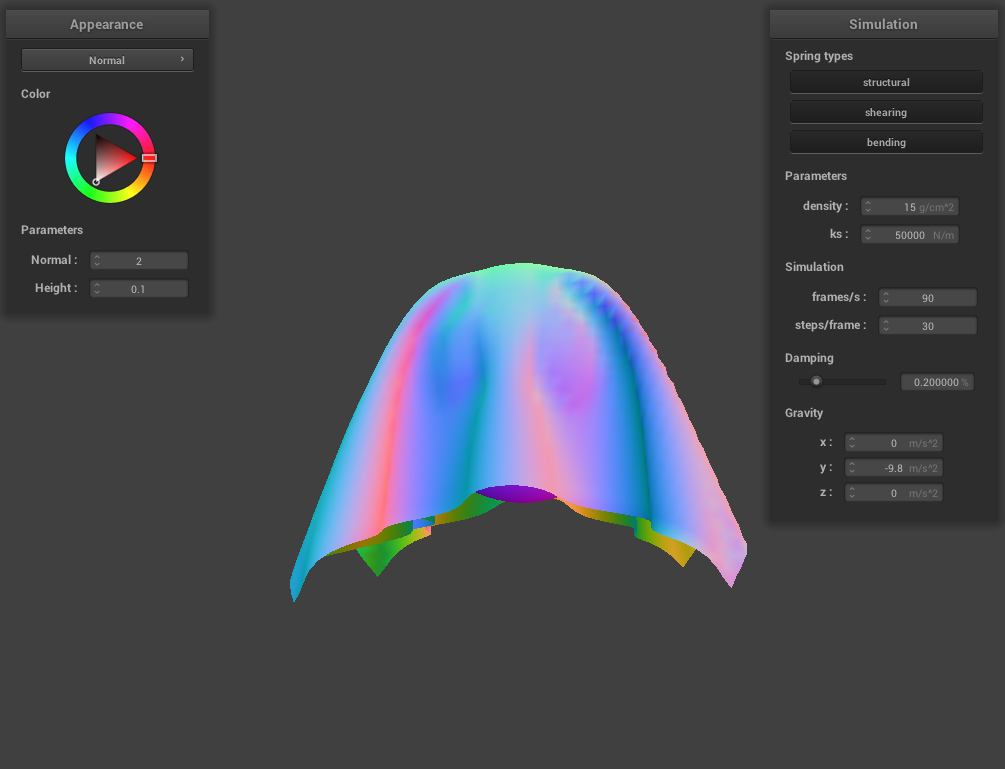 Appearance
Normal
Color
Parameters
Normal : 2
Height : 0.1
Simulation
Spring types
structural
shearing
bending
Parameters
density : 15 g/cm^2
ks : 50000 N/m
Simulation
frames/s : 90
steps/frame : 30
Damping
0.200000 %
Gravity
x : 0 m/s^2
y : -9.8 m/s^2
z : 0 m/s^2